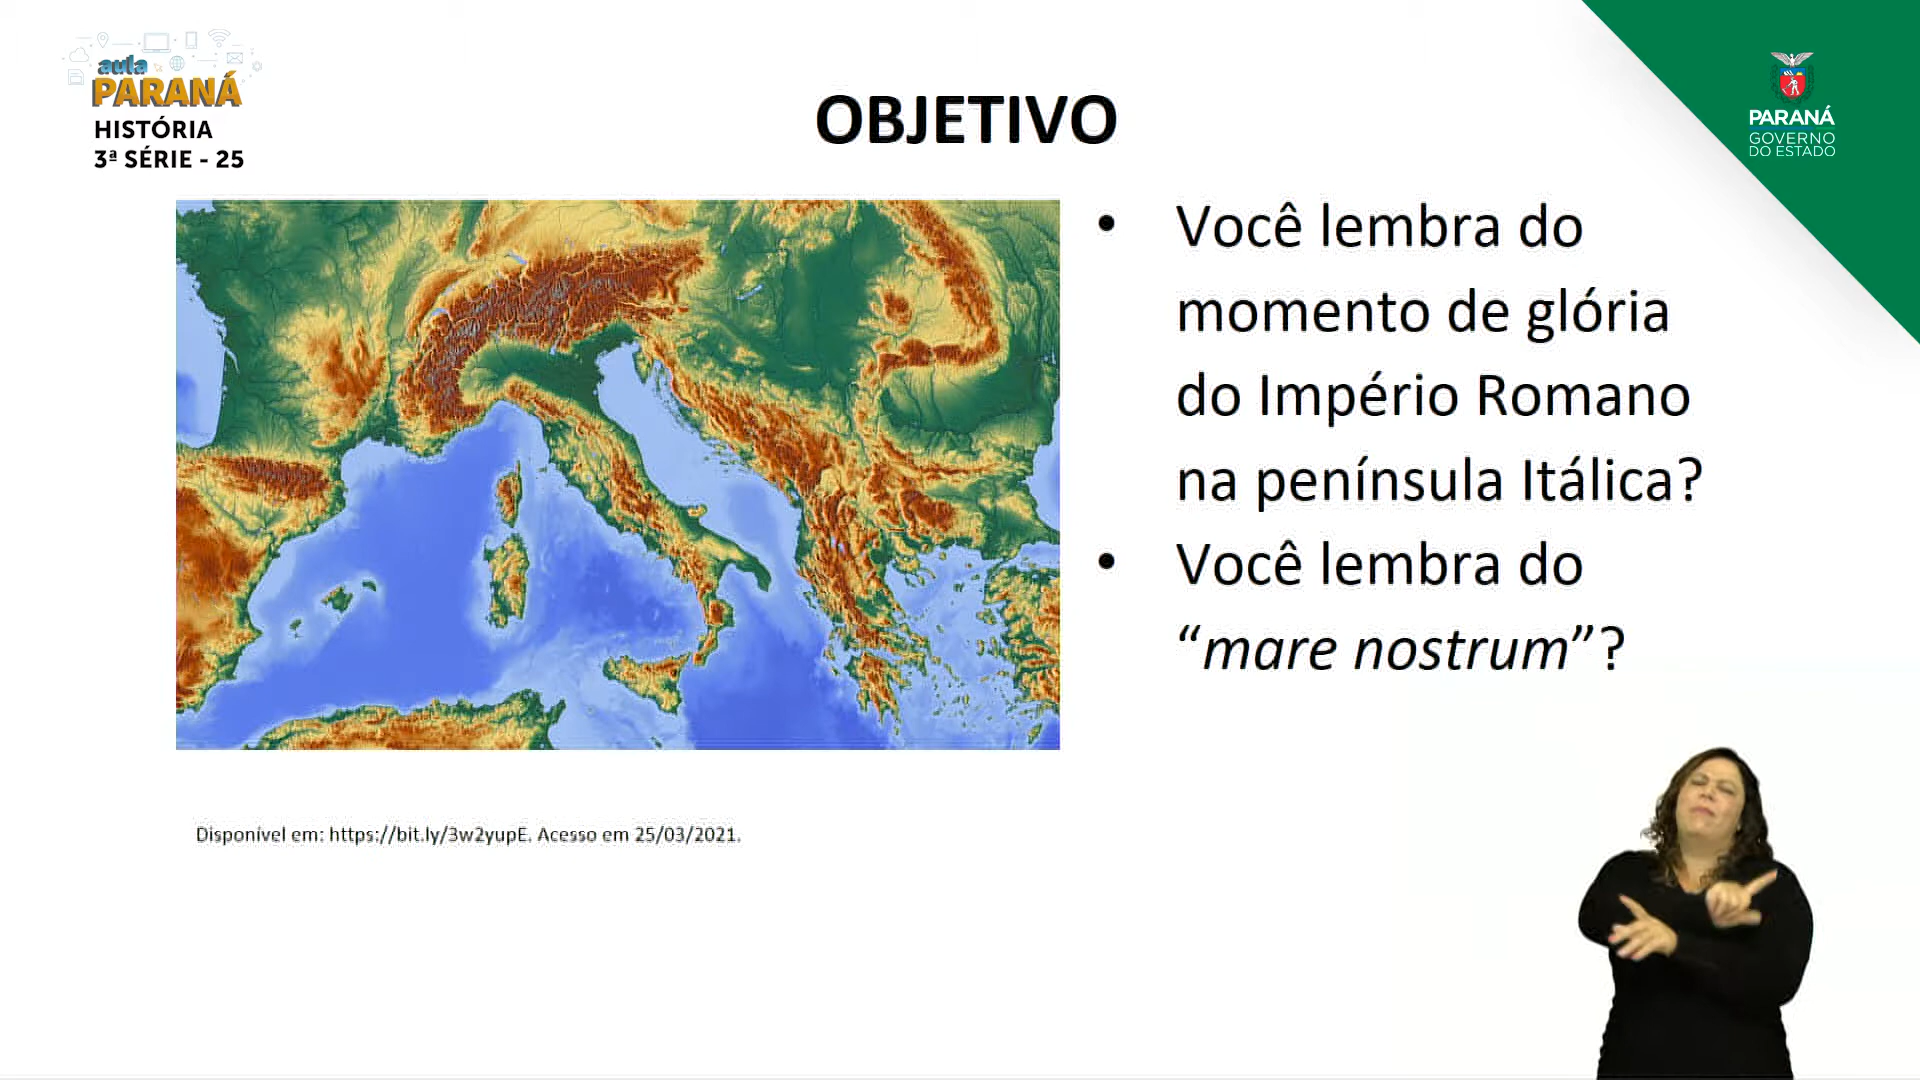 aula
PARANÁ
HISTÓRIA
3ª SÉRIE - 25
OBJETIVO
PARANÁ
GOVERNO
DO ESTADO
• Você lembra do
momento de glória
do Império Romano
na península Itálica?
• Você lembra do
“mare nostrum”?
Disponível em: https://bit.ly/3w2yupE. Acesso em 25/03/2021.